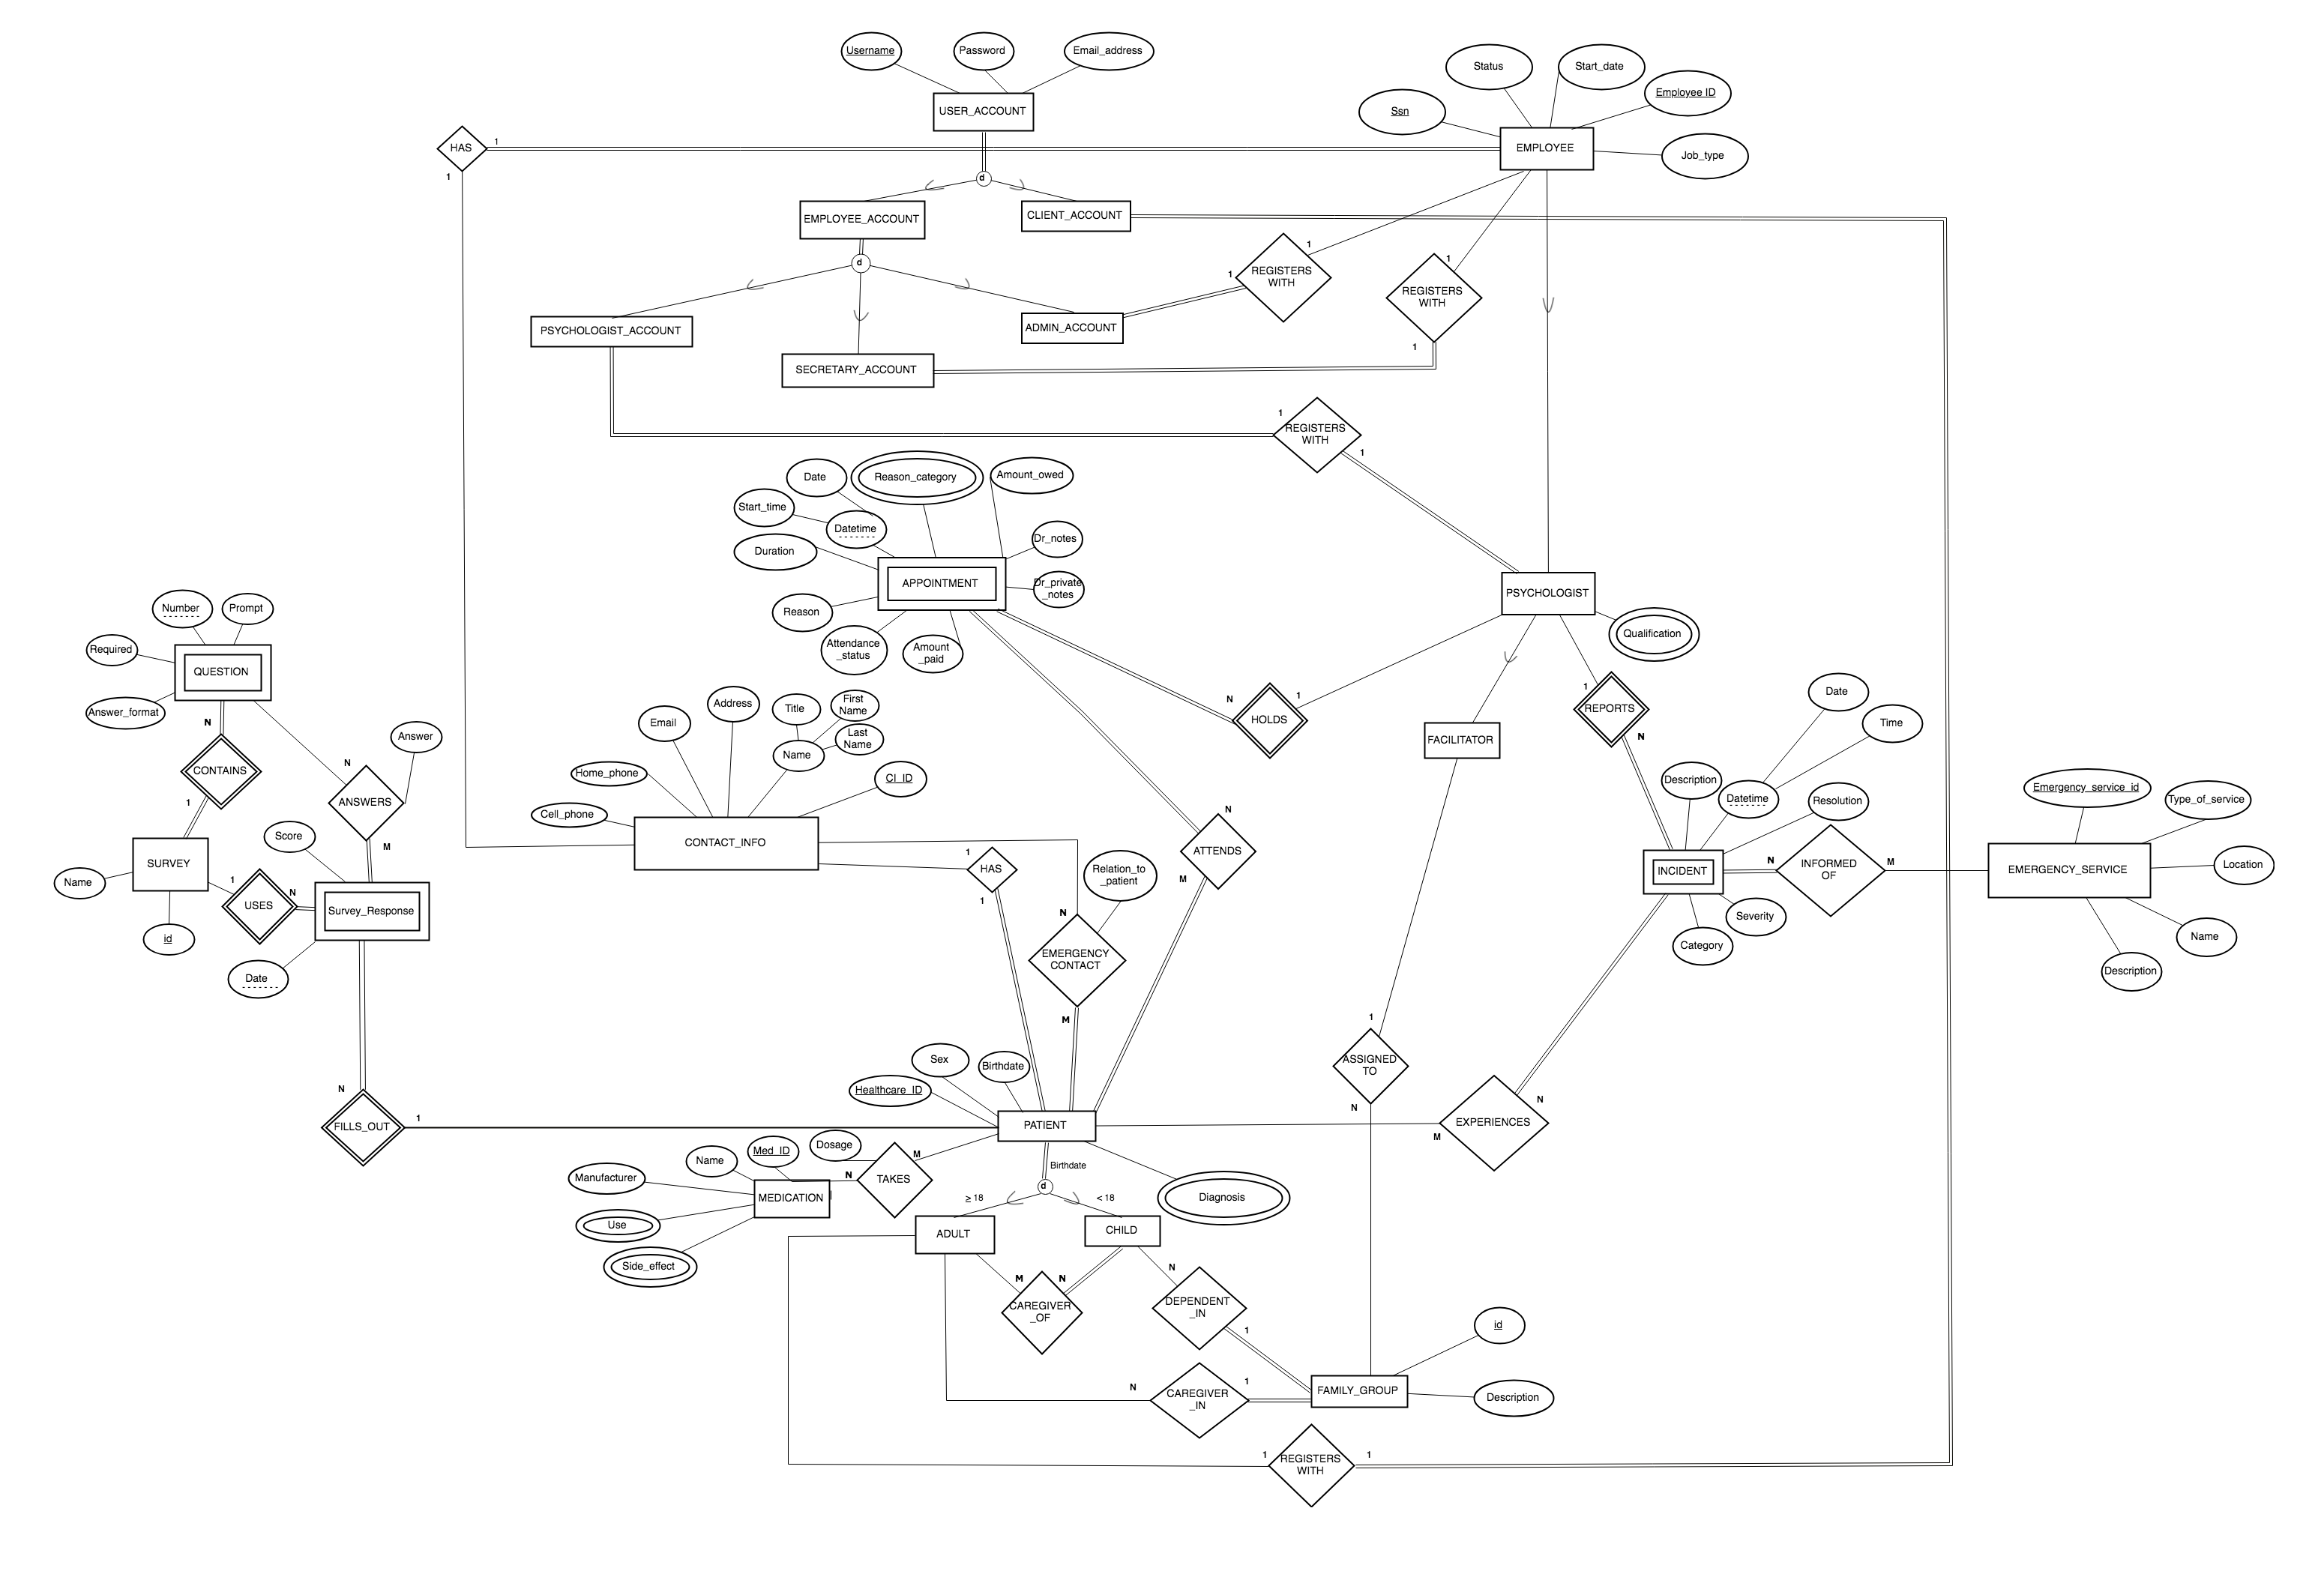 Username
Password
Email_address
Status
Start_date
Employee ID
Ssn
USER_ACCOUNT
EMPLOYEE
Job_type
HAS
1
1
d
EMPLOYEE_ACCOUNT
CLIENT_ACCOUNT
d
REGISTERS
WITH
1
1
REGISTERS
WITH
1
1
PSYCHOLOGIST_ACCOUNT
ADMIN_ACCOUNT
SECRETARY_ACCOUNT
1
REGISTERS
WITH
1
Date
Reason_category
Amount_owed
Start_time
Datetime
Duration
Dr_notes
APPOINTMENT
Dr_private
_notes
Reason
Attendance
_status
Amount
_paid
PSYCHOLOGIST
Qualification
Number
Prompt
Required
QUESTION
Answer_format
N
CONTAINS
1
N
ANSWERS
M
Answer
SURVEY
Name
id
Score
1
USES
N
Survey_Response
Date
Email
Address
Title
First
Name
Last
Name
Name
Home_phone
CI_ID
Cell_phone
CONTACT_INFO
1
HAS
1
Relation_to
_patient
N
EMERGENCY
CONTACT
M
N
ATTENDS
M
N
HOLDS
1
FACILITATOR
1
REPORTS
N
Date
Time
Description
Datetime
Resolution
INCIDENT
N
INFORMED
OF
M
Severity
Category
Emergency_service_id
Type_of_service
EMERGENCY_SERVICE
Location
Name
Description
1
ASSIGNED
TO
N
N
EXPERIENCES
M
N
FILLS_OUT
1
Sex
Birthdate
Healthcare_ID
PATIENT
Birthdate
d
≥ 18
< 18
Diagnosis
Dosage
Med_ID
Name
Manufacturer
MEDICATION
N
TAKES
M
Use
Side_effect
ADULT
CHILD
M
N
CAREGIVER
_OF
N
DEPENDENT
_IN
1
id
N
CAREGIVER
_IN
1
FAMILY_GROUP
Description
1
REGISTERS
WITH
1